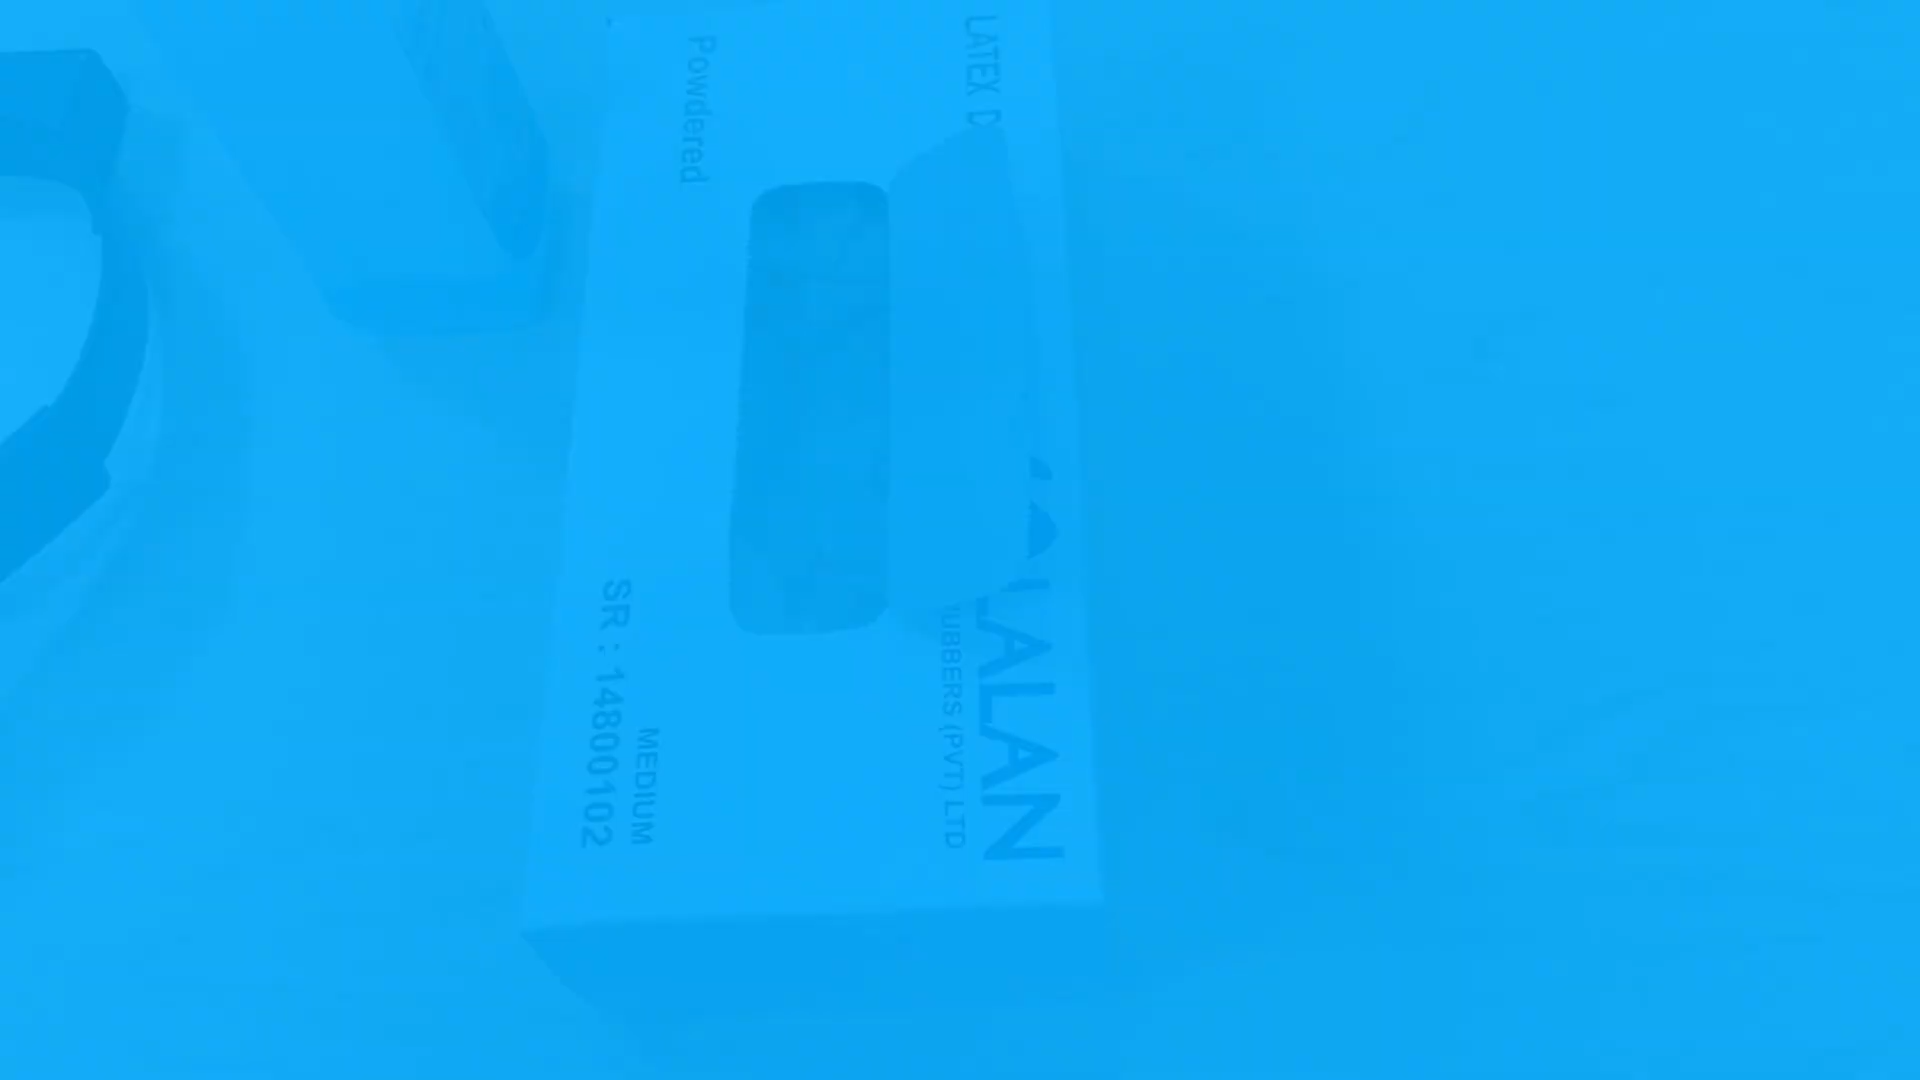 LATEX D
LALAN
UBBERS (PVT) LTD
Powdered
MEDIUM
SR : 14800102